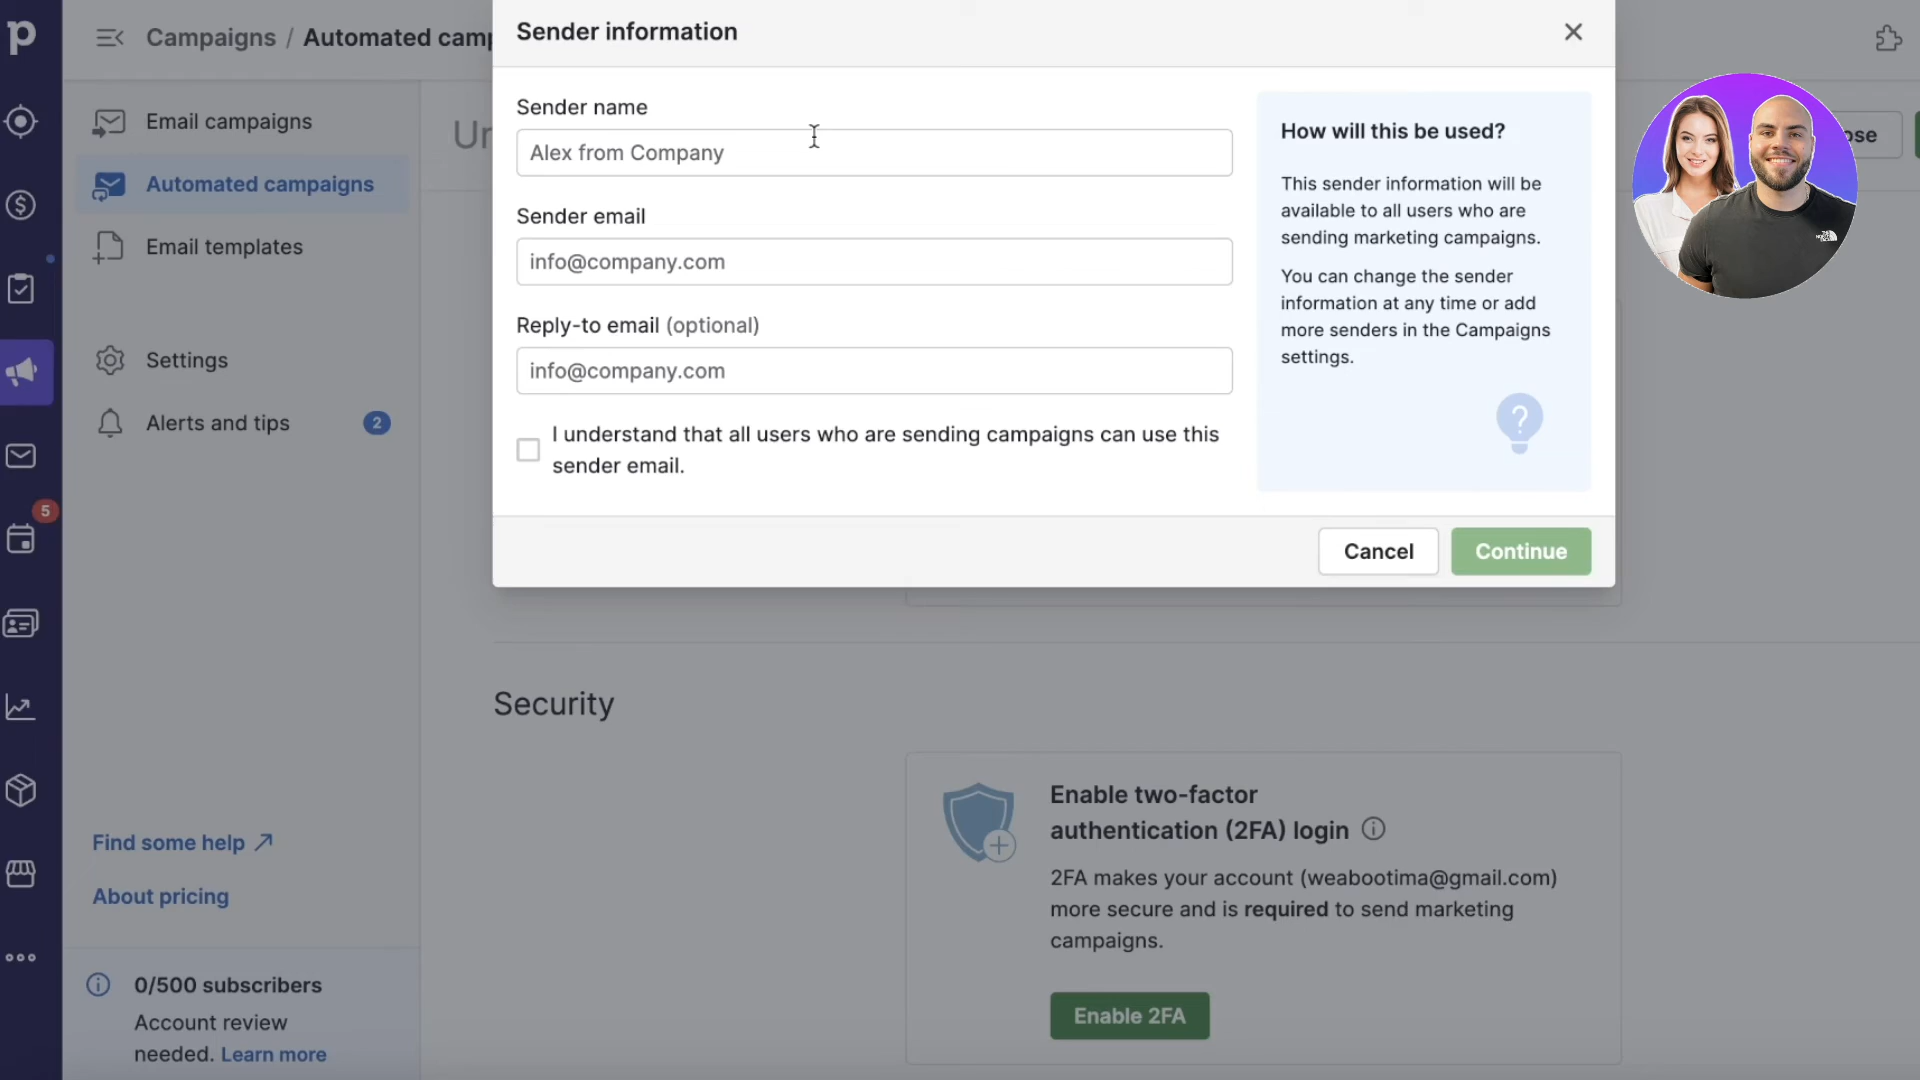 p
Campaigns / Automated camp
Email campaigns
Automated campaigns
Email templates
Settings
Alerts and tips 2
5
Find some help
About pricing
0/500 subscribers
Account review
needed. Learn more
Un
Sender information
Sender name
Alex from Company
Sender email
info@company.com
Reply-to email (optional)
info@company.com
I understand that all users who are sending campaigns can use this
sender email.
How will this be used?
This sender information will be
available to all users who are
sending marketing campaigns.
You can change the sender
information at any time or add
more senders in the Campaigns
settings.
?
Cancel
Continue
ose
THE
NORTH
FACE
Security
Enable two-factor
authentication (2FA) login
2FA makes your account (weabootima@gmail.com)
more secure and is required to send marketing
campaigns.
Enable 2FA